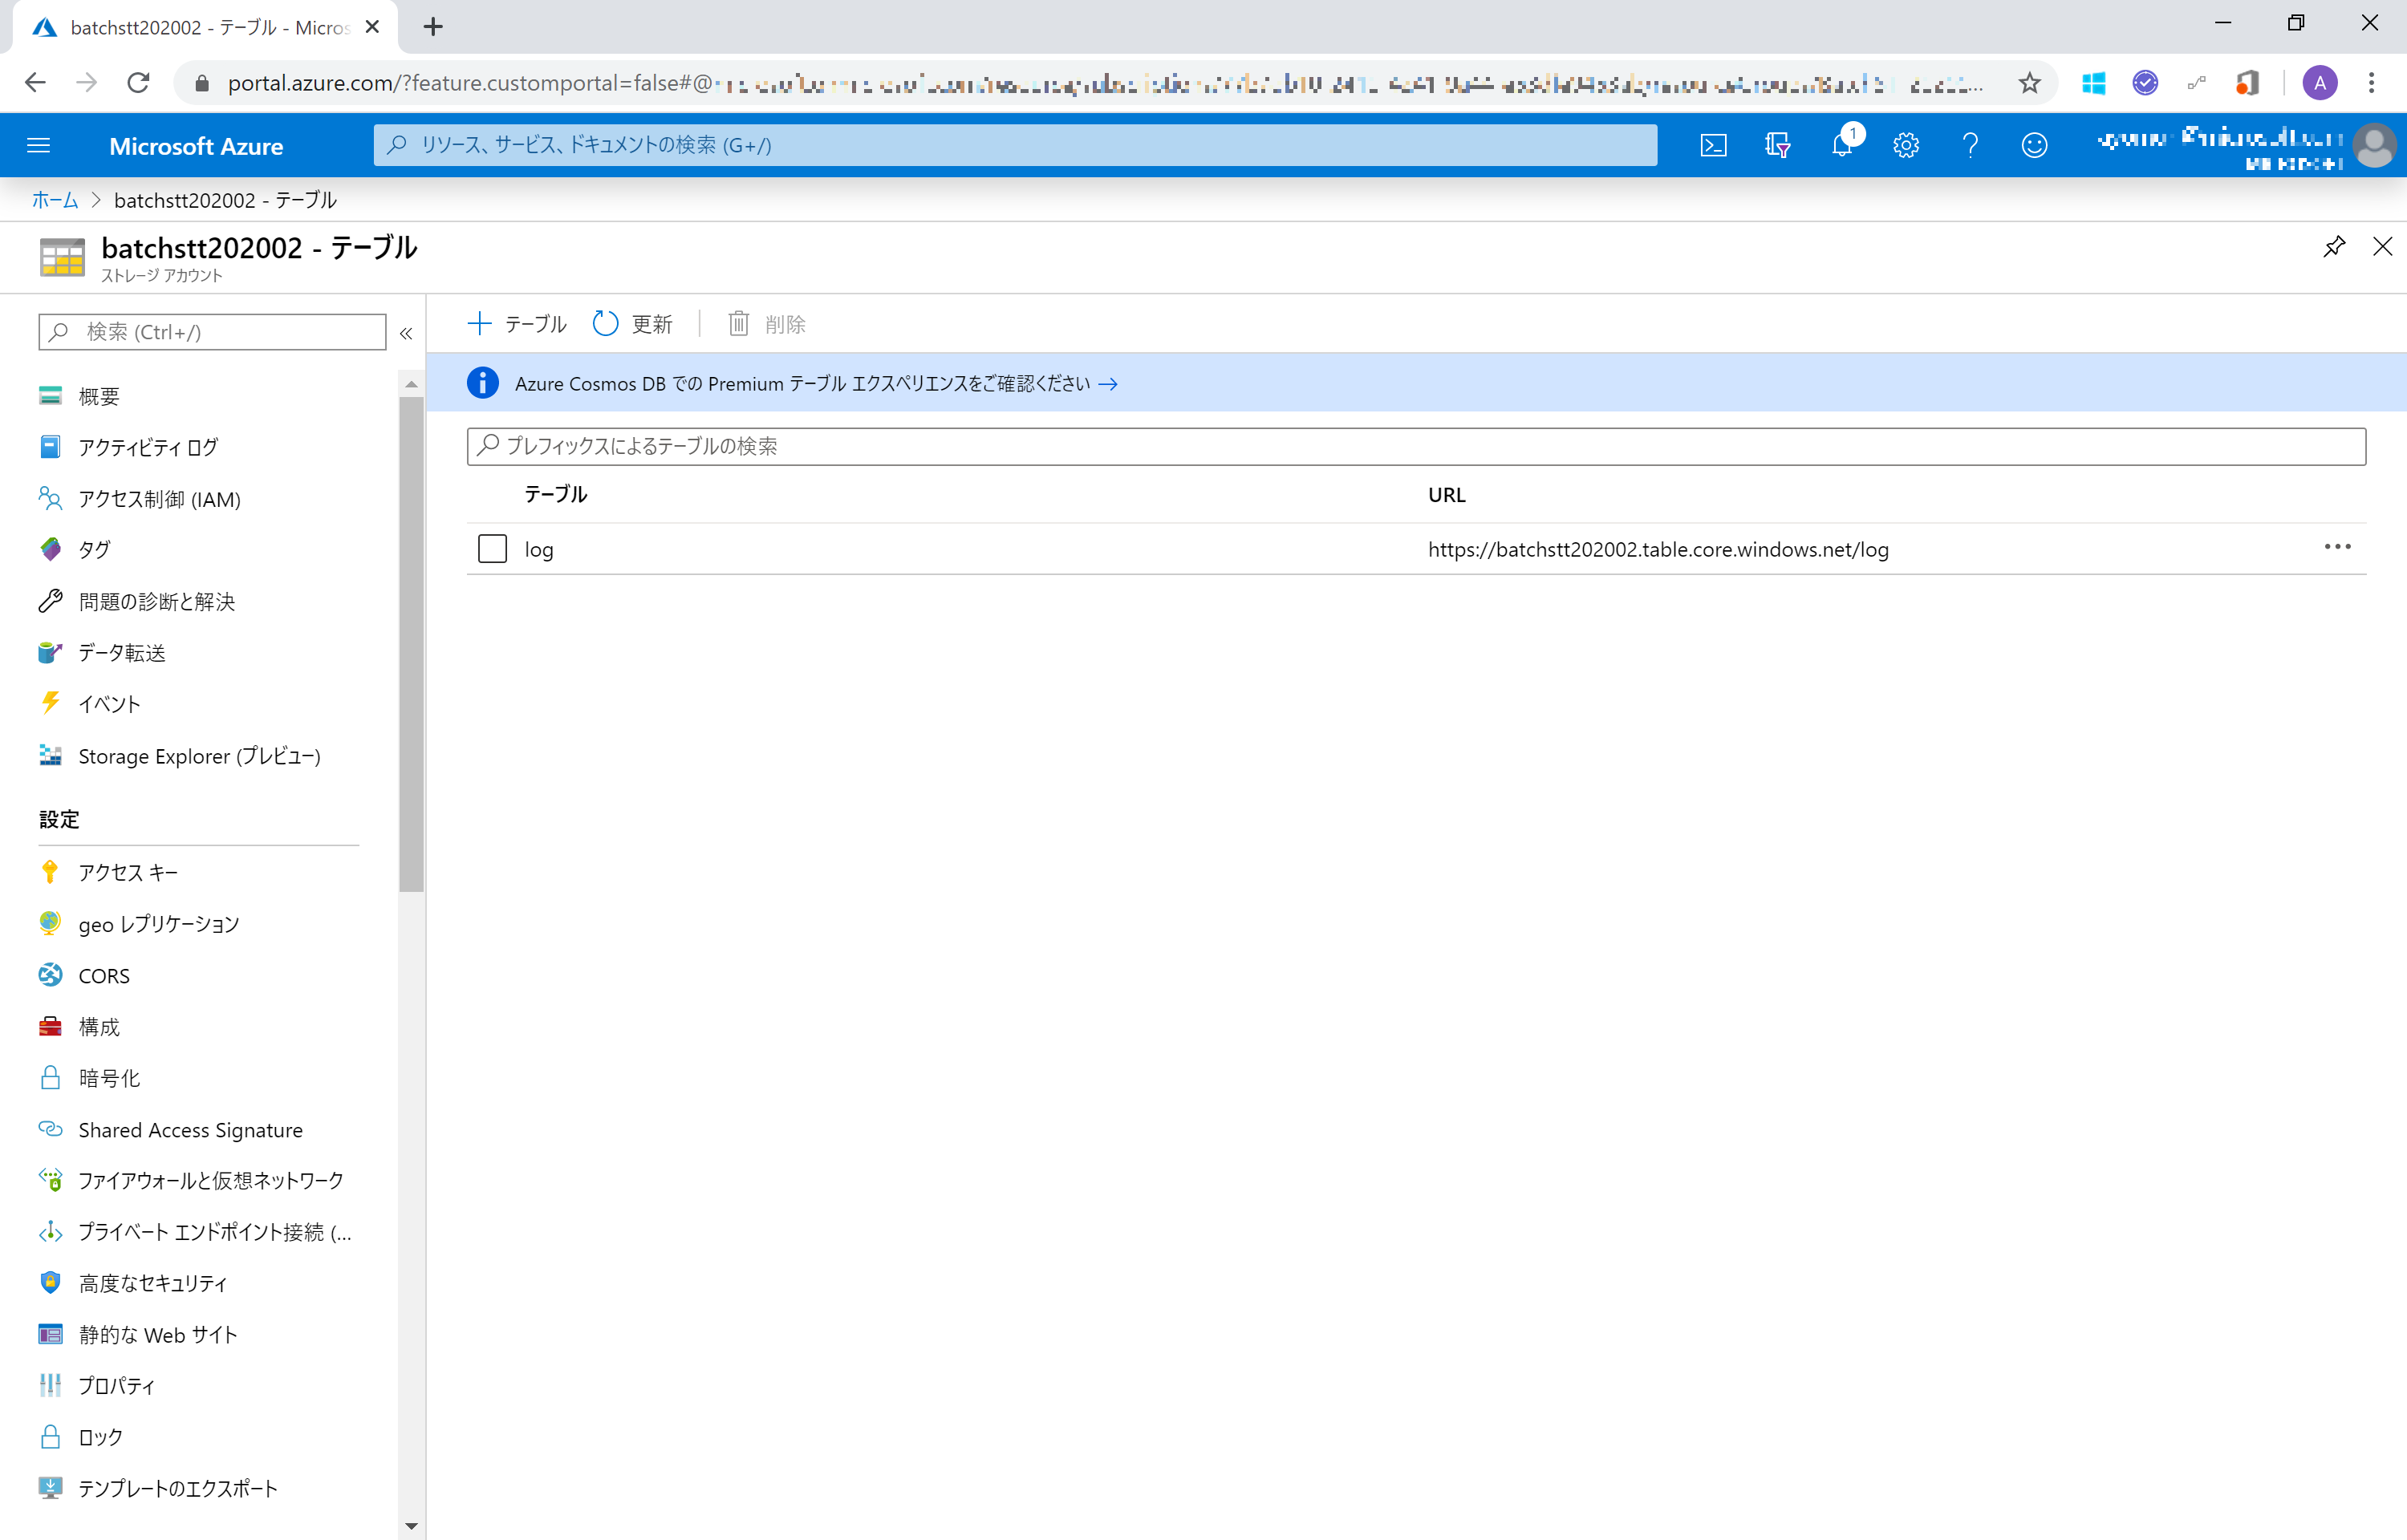 batchstt202002 - テーブル - Micros
portal.azure.com/?feature.customportal=false#@
A
Microsoft Azure
リソース、サービス、ドキュメントの検索 (G+/)
1
ホーム > batchstt202002 - テーブル
batchstt202002 - テーブル
ストレージ アカウント
検索 (Ctrl+/)
テーブル 更新 削除
Azure Cosmos DB での Premium テーブル エクスペリエンスをご確認ください →
プレフィックスによるテーブルの検索
テーブル URL
log https://batchstt202002.table.core.windows.net/log
概要
アクティビティ ログ
アクセス制御 (IAM)
タグ
問題の診断と解決
データ転送
イベント
Storage Explorer (プレビュー)
設定
アクセス キー
geo レプリケーション
CORS
構成
暗号化
Shared Access Signature
ファイアウォールと仮想ネットワーク
プライベート エンドポイント接続 (...
高度なセキュリティ
静的な Web サイト
プロパティ
ロック
テンプレートのエクスポート